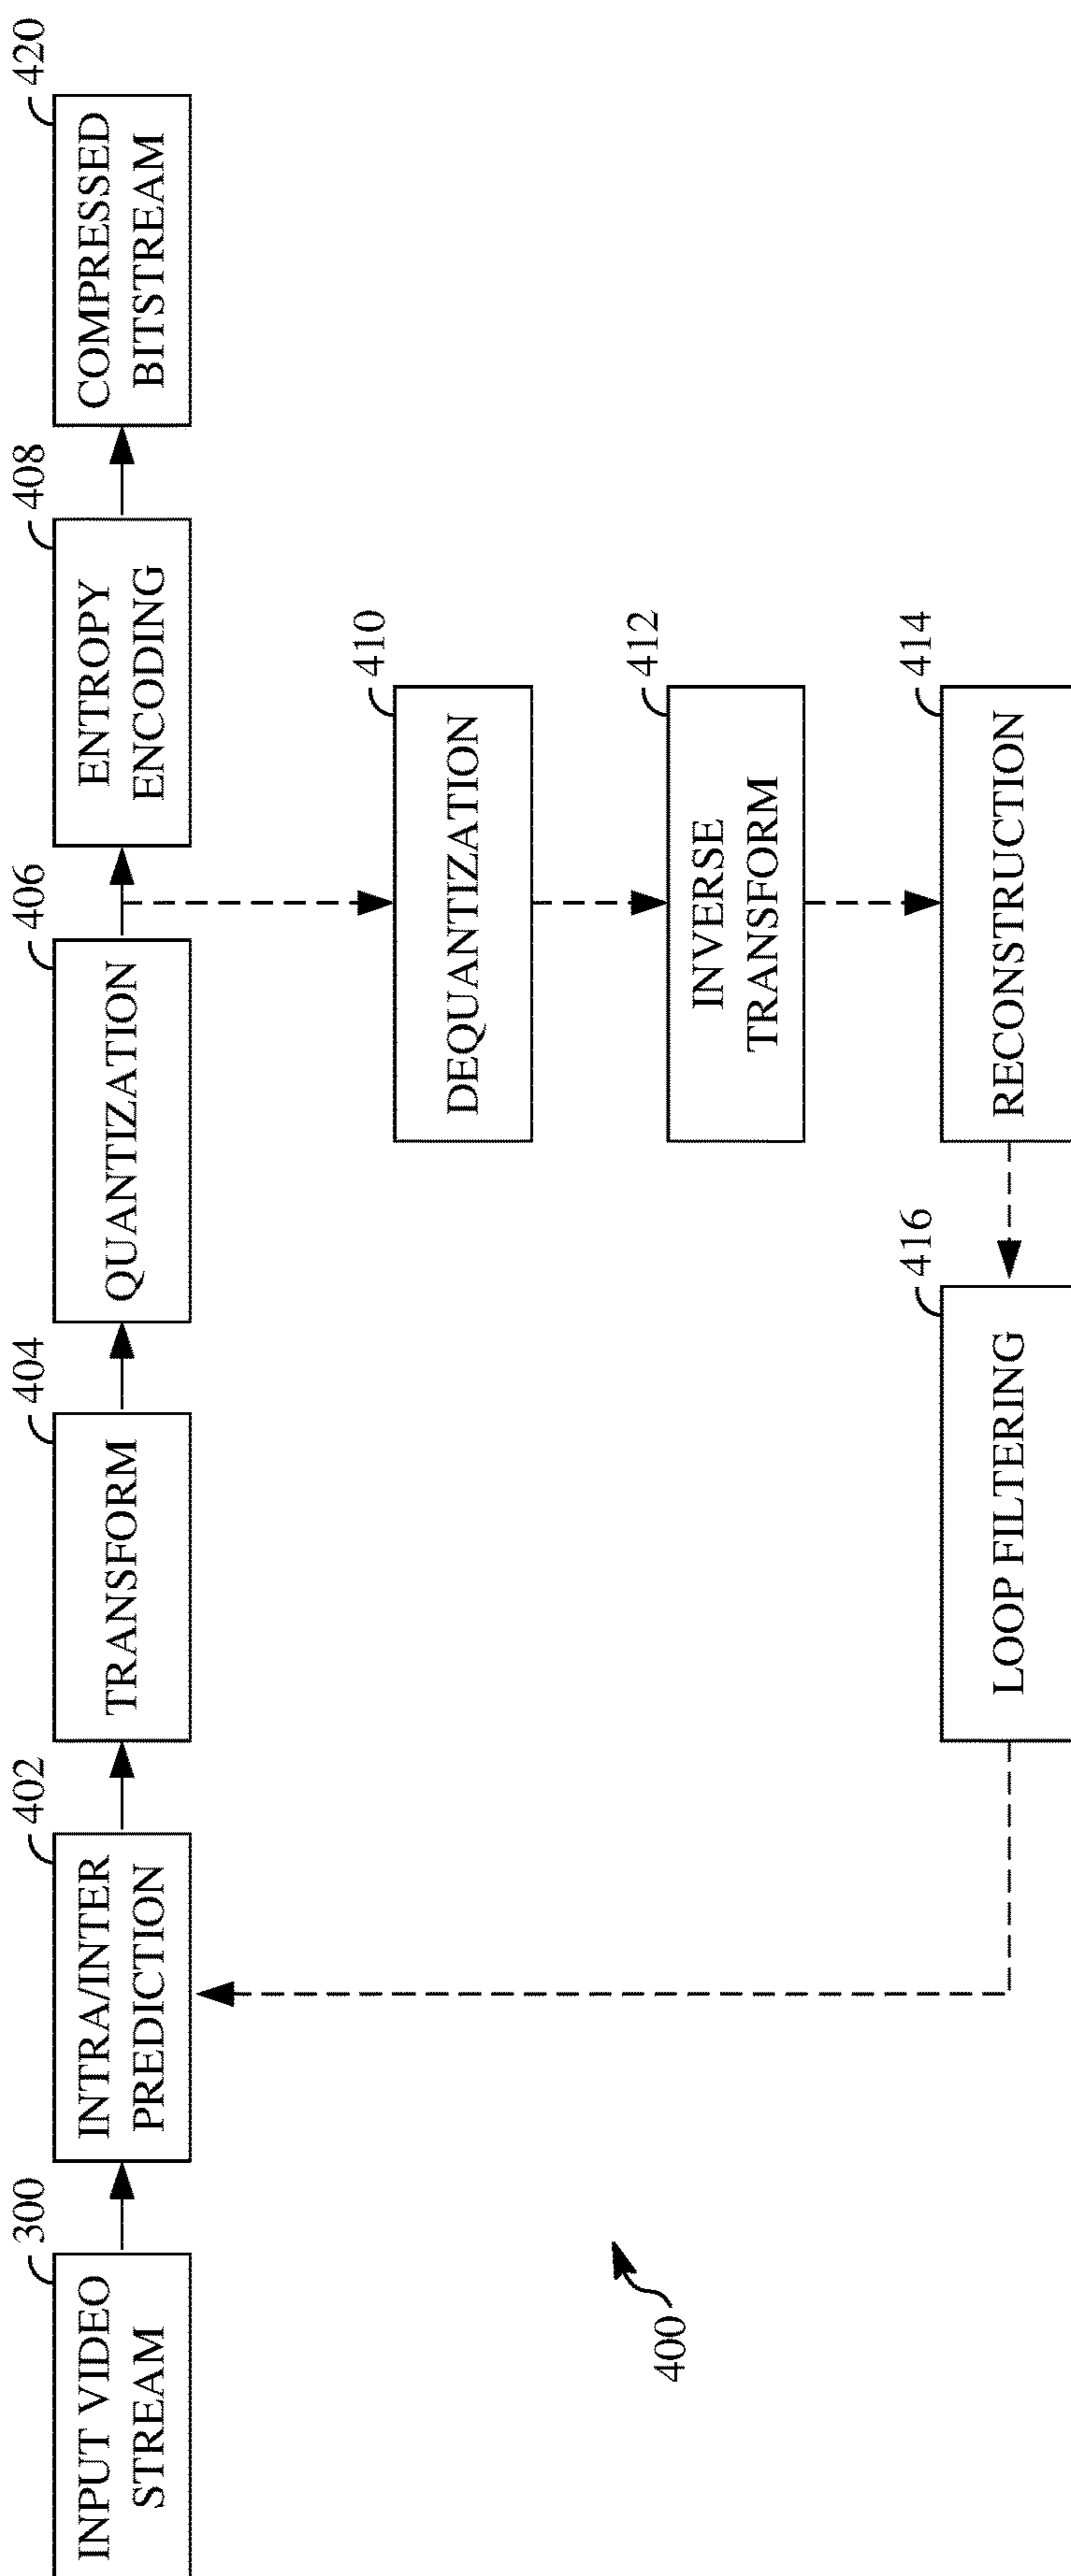 300
INPUT VIDEO
STREAM
402
INTRA/INTER
PREDICTION
404
TRANSFORM
406
QUANTIZATION
408
ENTROPY
ENCODING
420
COMPRESSED
BITSTREAM
410
DEQUANTIZATION
412
INVERSE
TRANSFORM
414
RECONSTRUCTION
416
LOOP FILTERING
400